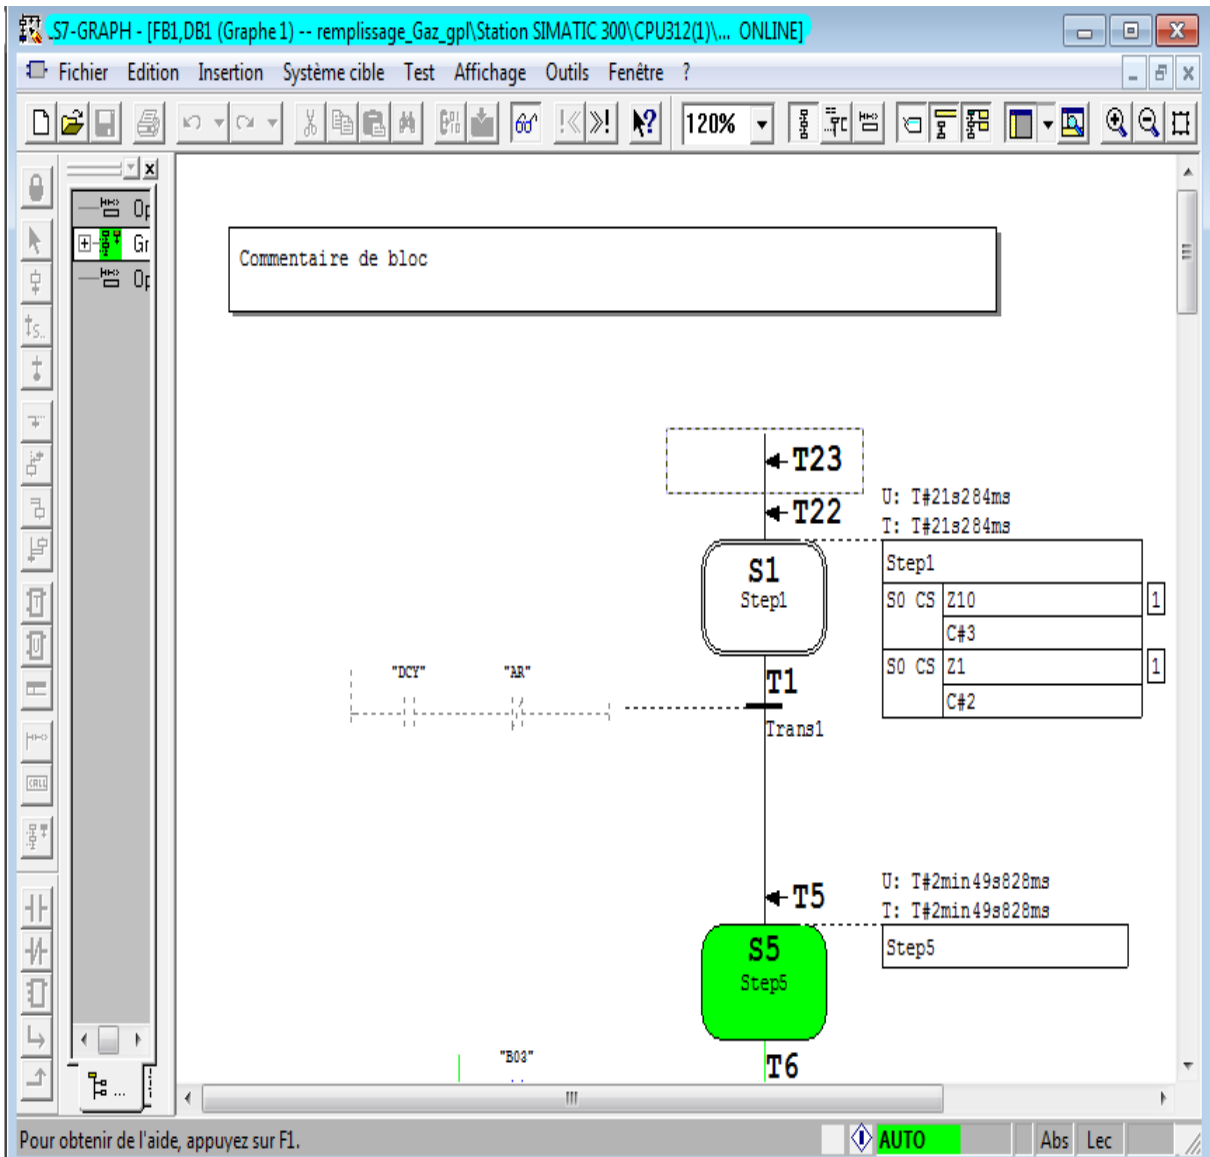 S7-GRAPH - [FB1,DB1 (Graphe 1) -- remplissage_Gaz_gpl\Station SIMATIC 300\CPU312(1)\... ONLINE]
Fichier Edition Insertion Système cible Test Affichage Outils Fenêtre ?
120%
Op
Gr
Op
Commentaire de bloc
T23
T22
U: T#21s284ms
T: T#21s284ms
S1
Step1
Step1
S0 CS Z10 1
C#3
S0 CS Z1 1
C#2
"DCY" "AR"
T1
Trans1
T5
U: T#2min49s828ms
T: T#2min49s828ms
S5
Step5
Step5
"B03"
T6
Pour obtenir de l'aide, appuyez sur F1.
AUTO
Abs Lec